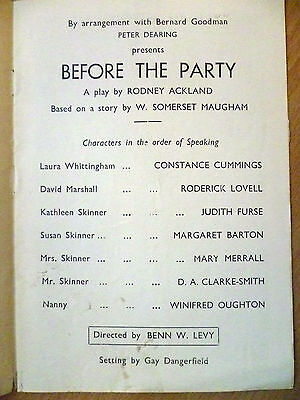 By arrangement with Bernard Goodman
PETER DEARING
presents
BEFORE THE PARTY
A play by RODNEY ACKLAND
Based on a story by W. SOMERSET MAUGHAM
Characters in the order of Speaking
Laura Whittingham ... CONSTANCE CUMMINGS
David Marshall ... ... RODERICK LOVELL
Kathleen Skinner ... ... ... JUDITH FURSE
Susan Skinner ... ... ... MARGARET BARTON
Mrs. Skinner ... ... ... MARY MERRALL
Mr. Skinner ... ... ... D. A. CLARKE-SMITH
Nanny ... ... ... WINIFRED OUGHTON
Directed by BENN W. LEVY
Setting by Gay Dangerfield